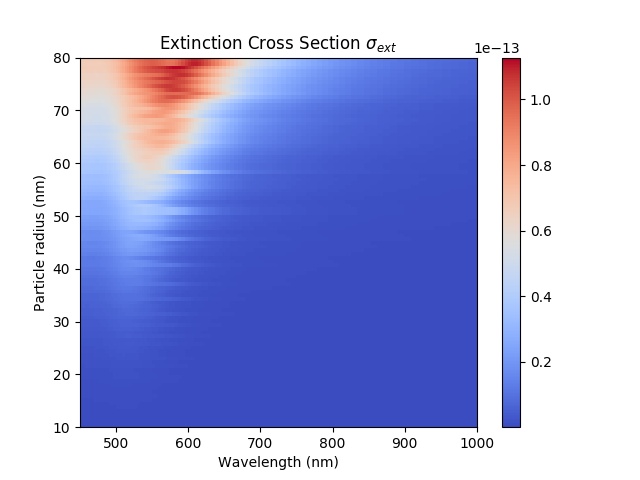 Extinction Cross Section σext
1e−13
80
70
60
50
40
30
20
10
Particle radius (nm)
500 600 700 800 900 1000
Wavelength (nm)
1.0
0.8
0.6
0.4
0.2